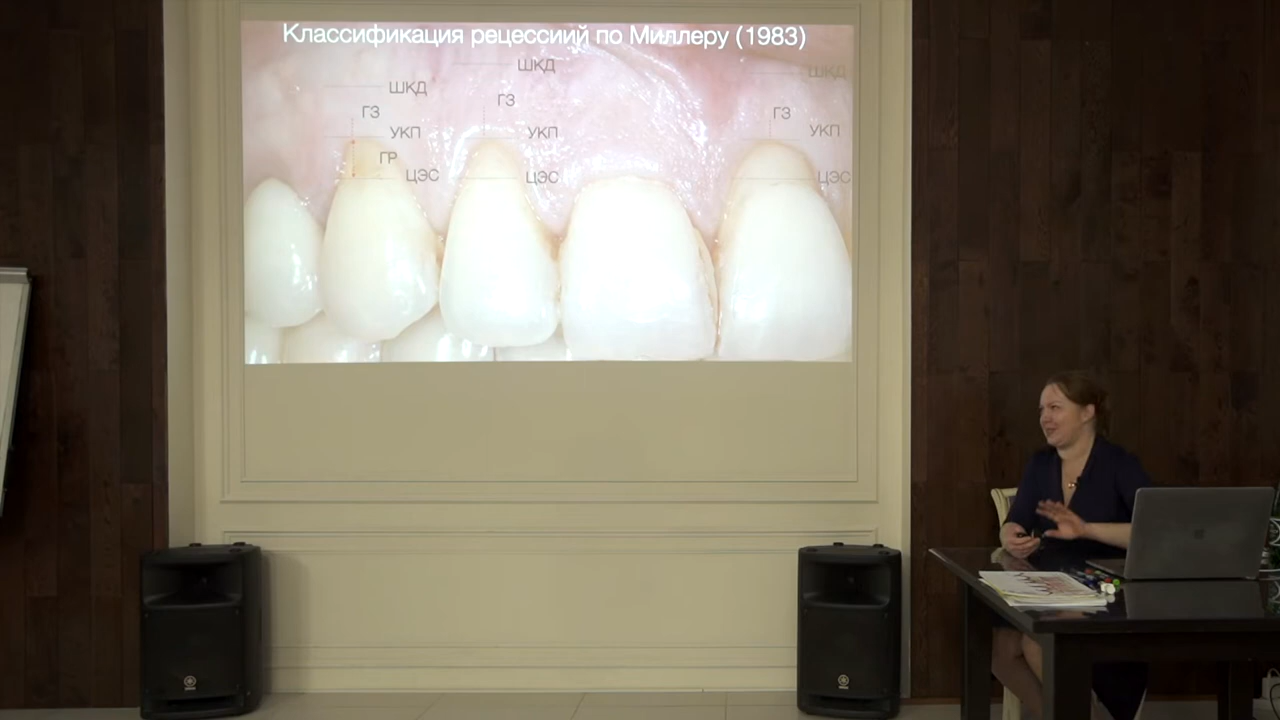 Классификация рецессиий по Миллеру (1983)
ШКД
ШКД
ШКД
ГЗ
ГЗ
ГЗ
УКП
УКП
УКП
ГР
ЦЭС
ЦЭС
ЦЭС